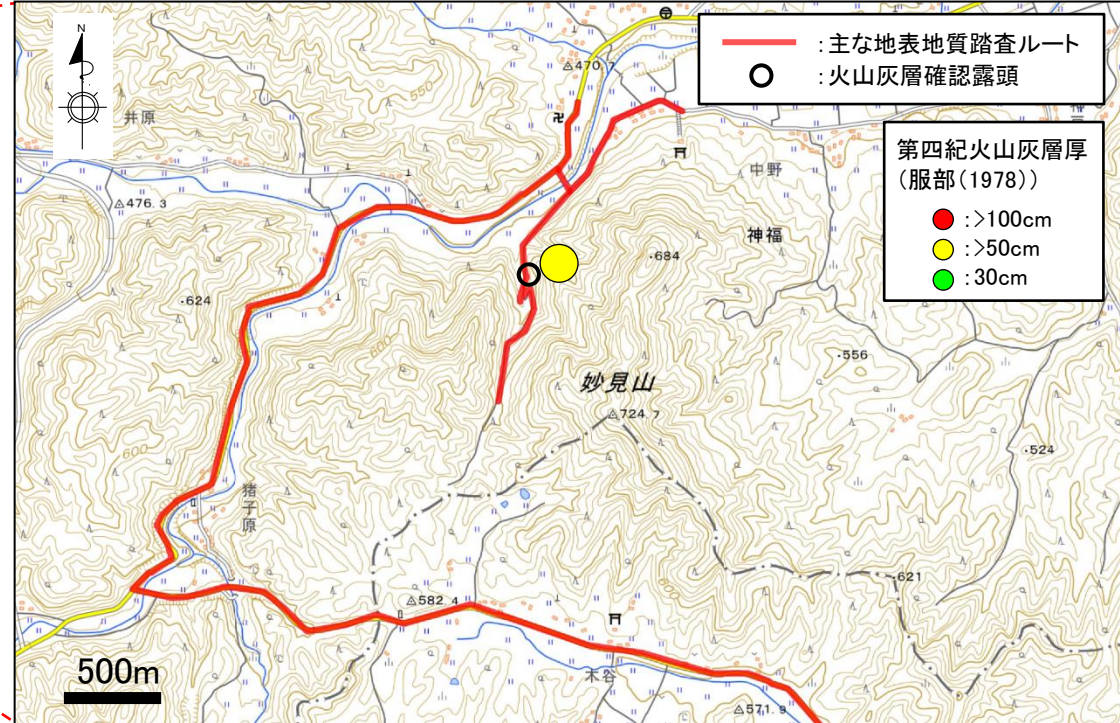 :主な地表地質踏査ルート
:火山灰層確認露頭
第四紀火山灰層厚
(服部(1978))
:>100cm
:>50cm
:30cm
N
470.7
550
井原
中野
476.3
神福
684
624
600
556
妙見山
724.7
524
600
猪子原
621
582.4
木谷
500m
571.9